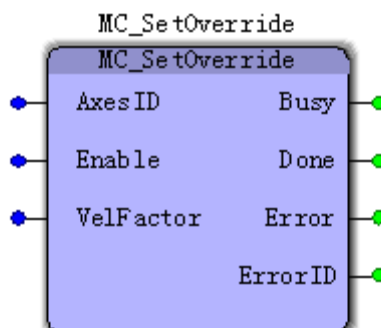 MC_SetOverride
MC_SetOverride
AxesID Busy
Enable Done
VelFactor Error
ErrorID